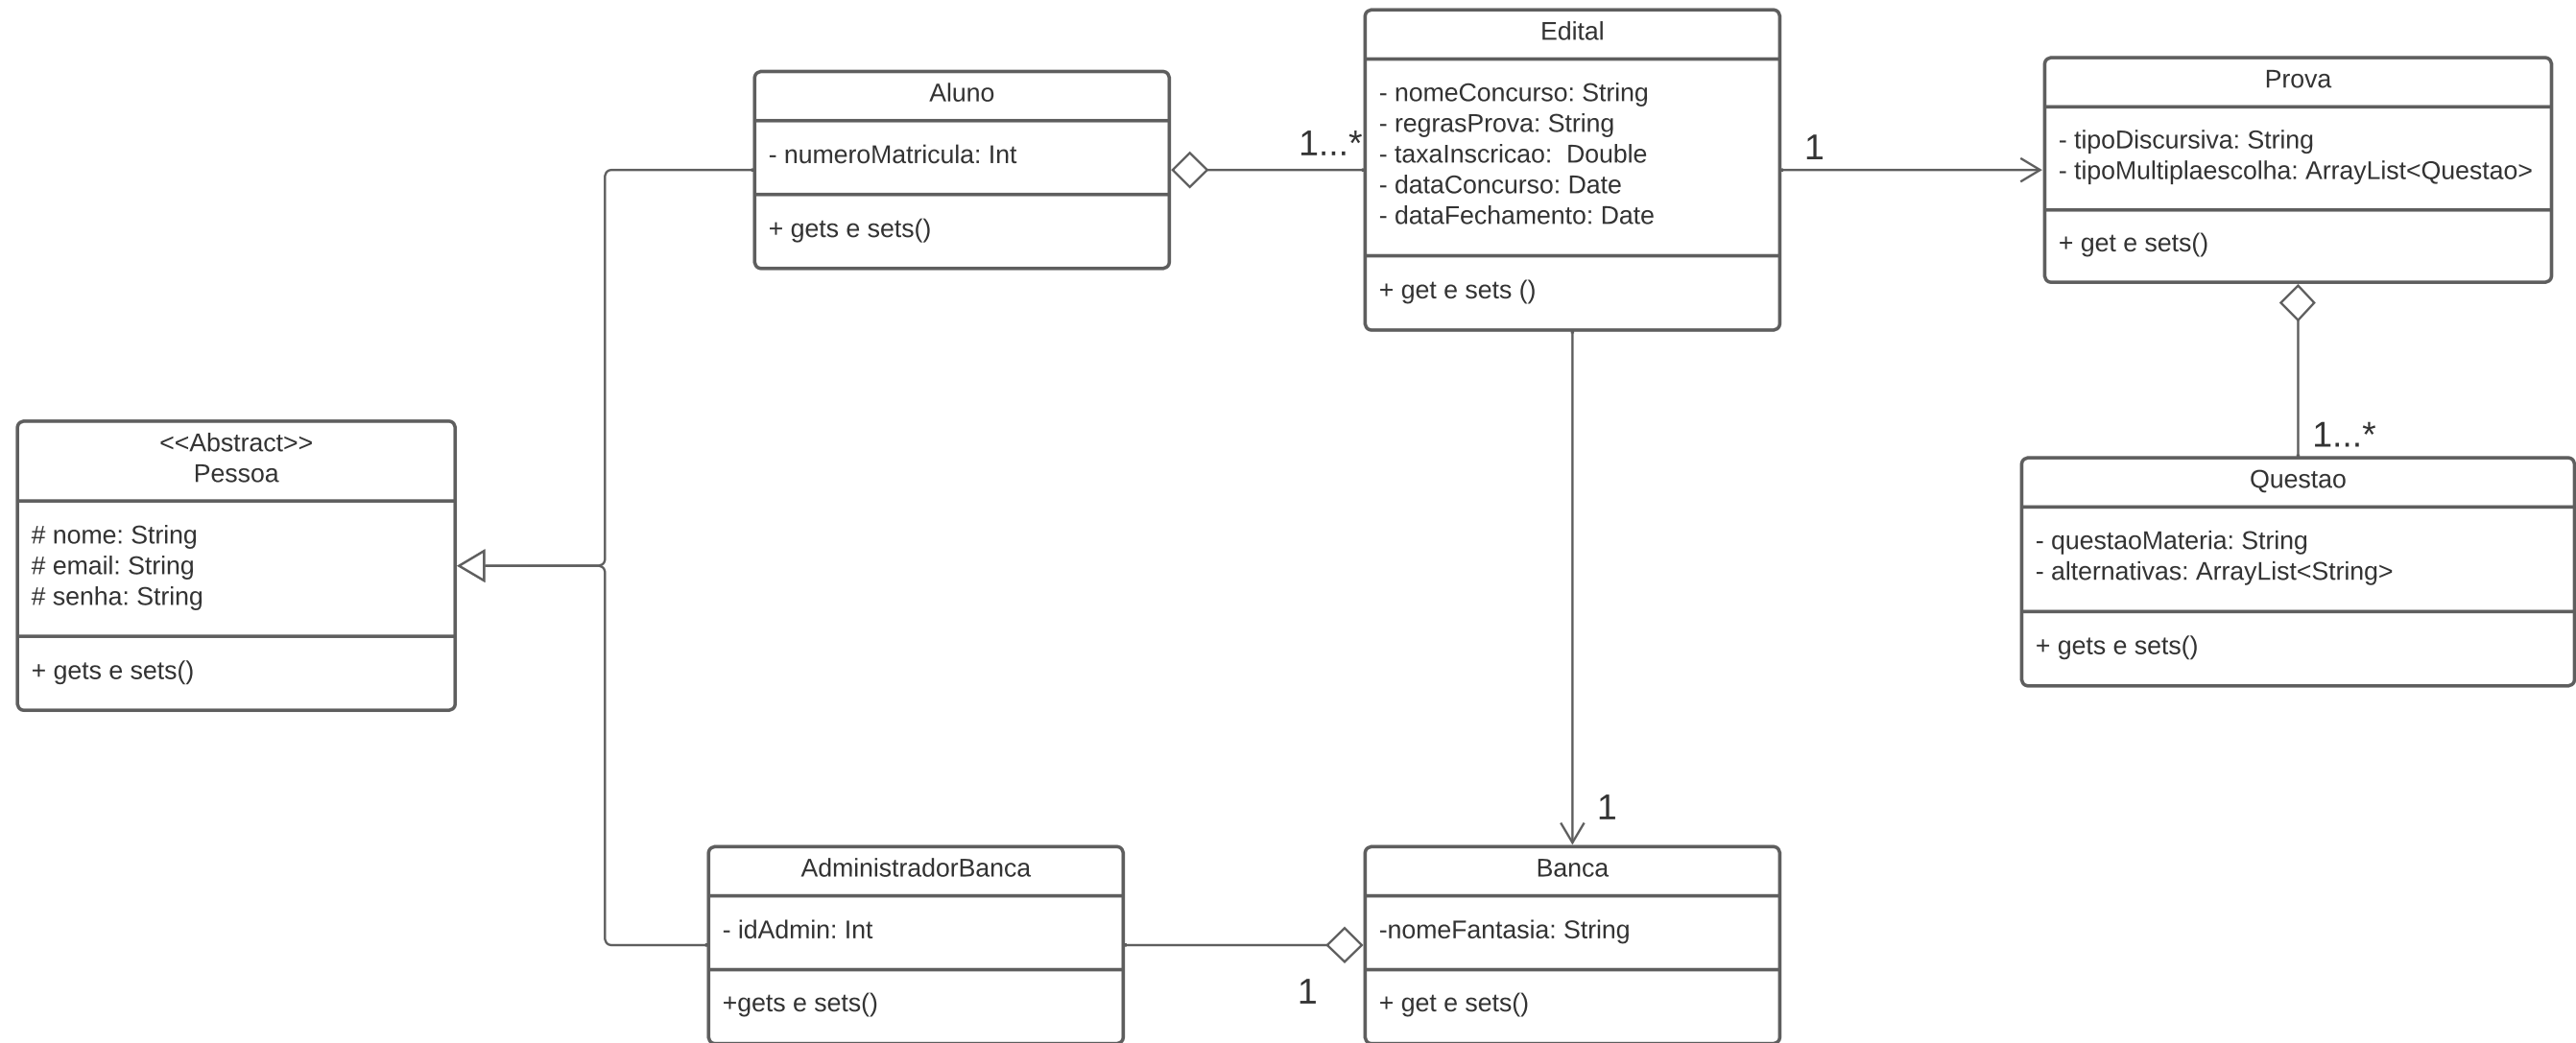 Edital
- nomeConcurso: String
- regrasProva: String
- taxaInscricao:  Double
- dataConcurso: Date
- dataFechamento: Date
+ get e sets ()
Aluno
- numeroMatricula: Int
+ gets e sets()
1...*
1
Prova
- tipoDiscursiva: String
- tipoMultiplaescolha: ArrayList<Questao>
+ get e sets()
1...*
<<Abstract>>
Pessoa
# nome: String
# email: String
# senha: String
+ gets e sets()
Questao
- questaoMateria: String
- alternativas: ArrayList<String>
+ gets e sets()
1
AdministradorBanca
- idAdmin: Int
+gets e sets()
1
Banca
-nomeFantasia: String
+ get e sets()